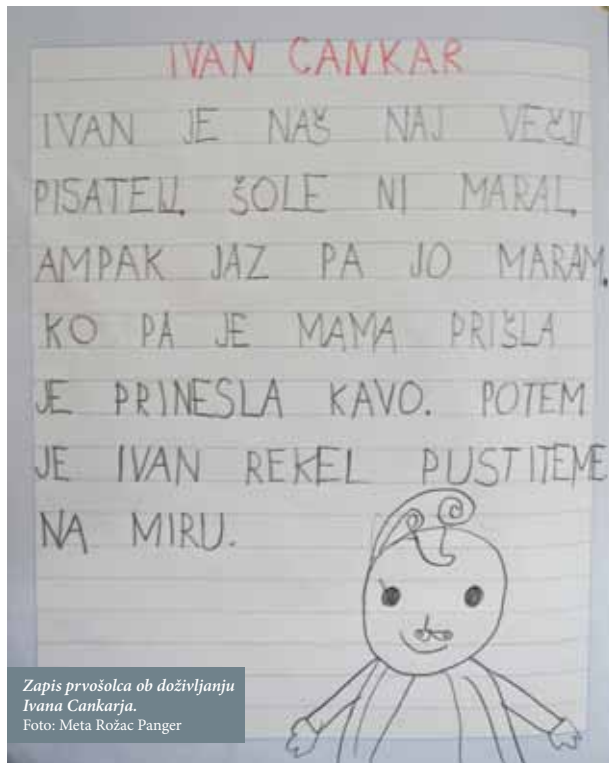 IVAN CANKAR
IVAN JE NAŠ NAJ VEČJI
PISATELJ. ŠOLE NI MARAL.
AMPAK JAZ PA JO MARAM.
KO PA JE MAMA PRIŠLA
JE PRINESLA KAVO. POTEM
JE IVAN REKEL PUSTITEME
NA MIRU.
Zapis prvošolca ob doživljanju
Ivana Cankarja.
Foto: Meta Rožac Panger